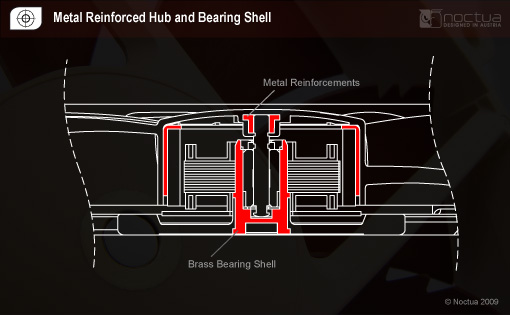 Metal Reinforced Hub and Bearing Shell
noctua
DESIGNED IN AUSTRIA
Metal Reinforcements
Brass Bearing Shell
© Noctua 2009